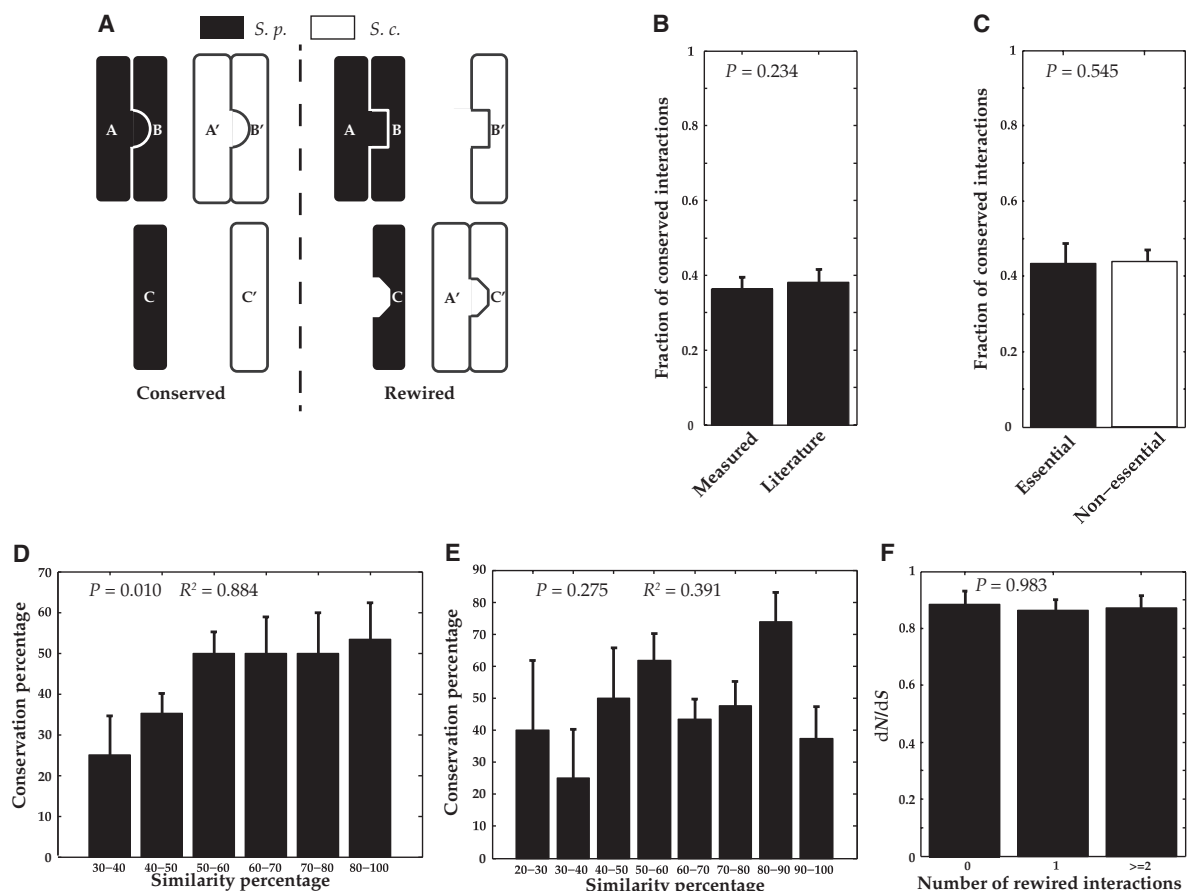 A
S. p.
S. c.
A
B
A′
B′
A
B
B′
C
C′
C
A′
C′
Conserved
Rewired
B
P = 0.234
Fraction of conserved interactions
1
0.8
0.6
0.4
0.2
0
Measured
Literature
C
P = 0.545
Fraction of conserved interactions
1
0.8
0.6
0.4
0.2
0
Essential
Non–essential
D
P = 0.010
R² = 0.884
Conservation percentage
70
60
50
40
30
20
10
0
30–40
40–50
50–60
60–70
70–80
80–100
Similarity percentage
E
P = 0.275
R² = 0.391
Conservation percentage
90
80
70
60
50
40
30
20
10
0
20–30
30–40
40–50
50–60
60–70
70–80
80–90
90–100
Similarity percentage
F
P = 0.983
dN/dS
1
0.8
0.6
0.4
0.2
0
0
1
>=2
Number of rewired interactions